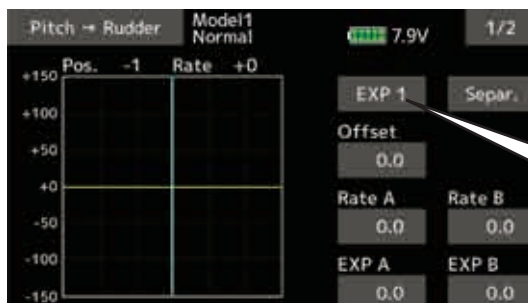 Pitch → Rudder
Model1
Normal
7.9V
1/2
Pos. -1 Rate +0
+150
+100
+50
+0
-50
-100
-150
EXP 1
Separ.
Offset
0.0
Rate A
Rate B
0.0
0.0
EXP A
EXP B
0.0
0.0